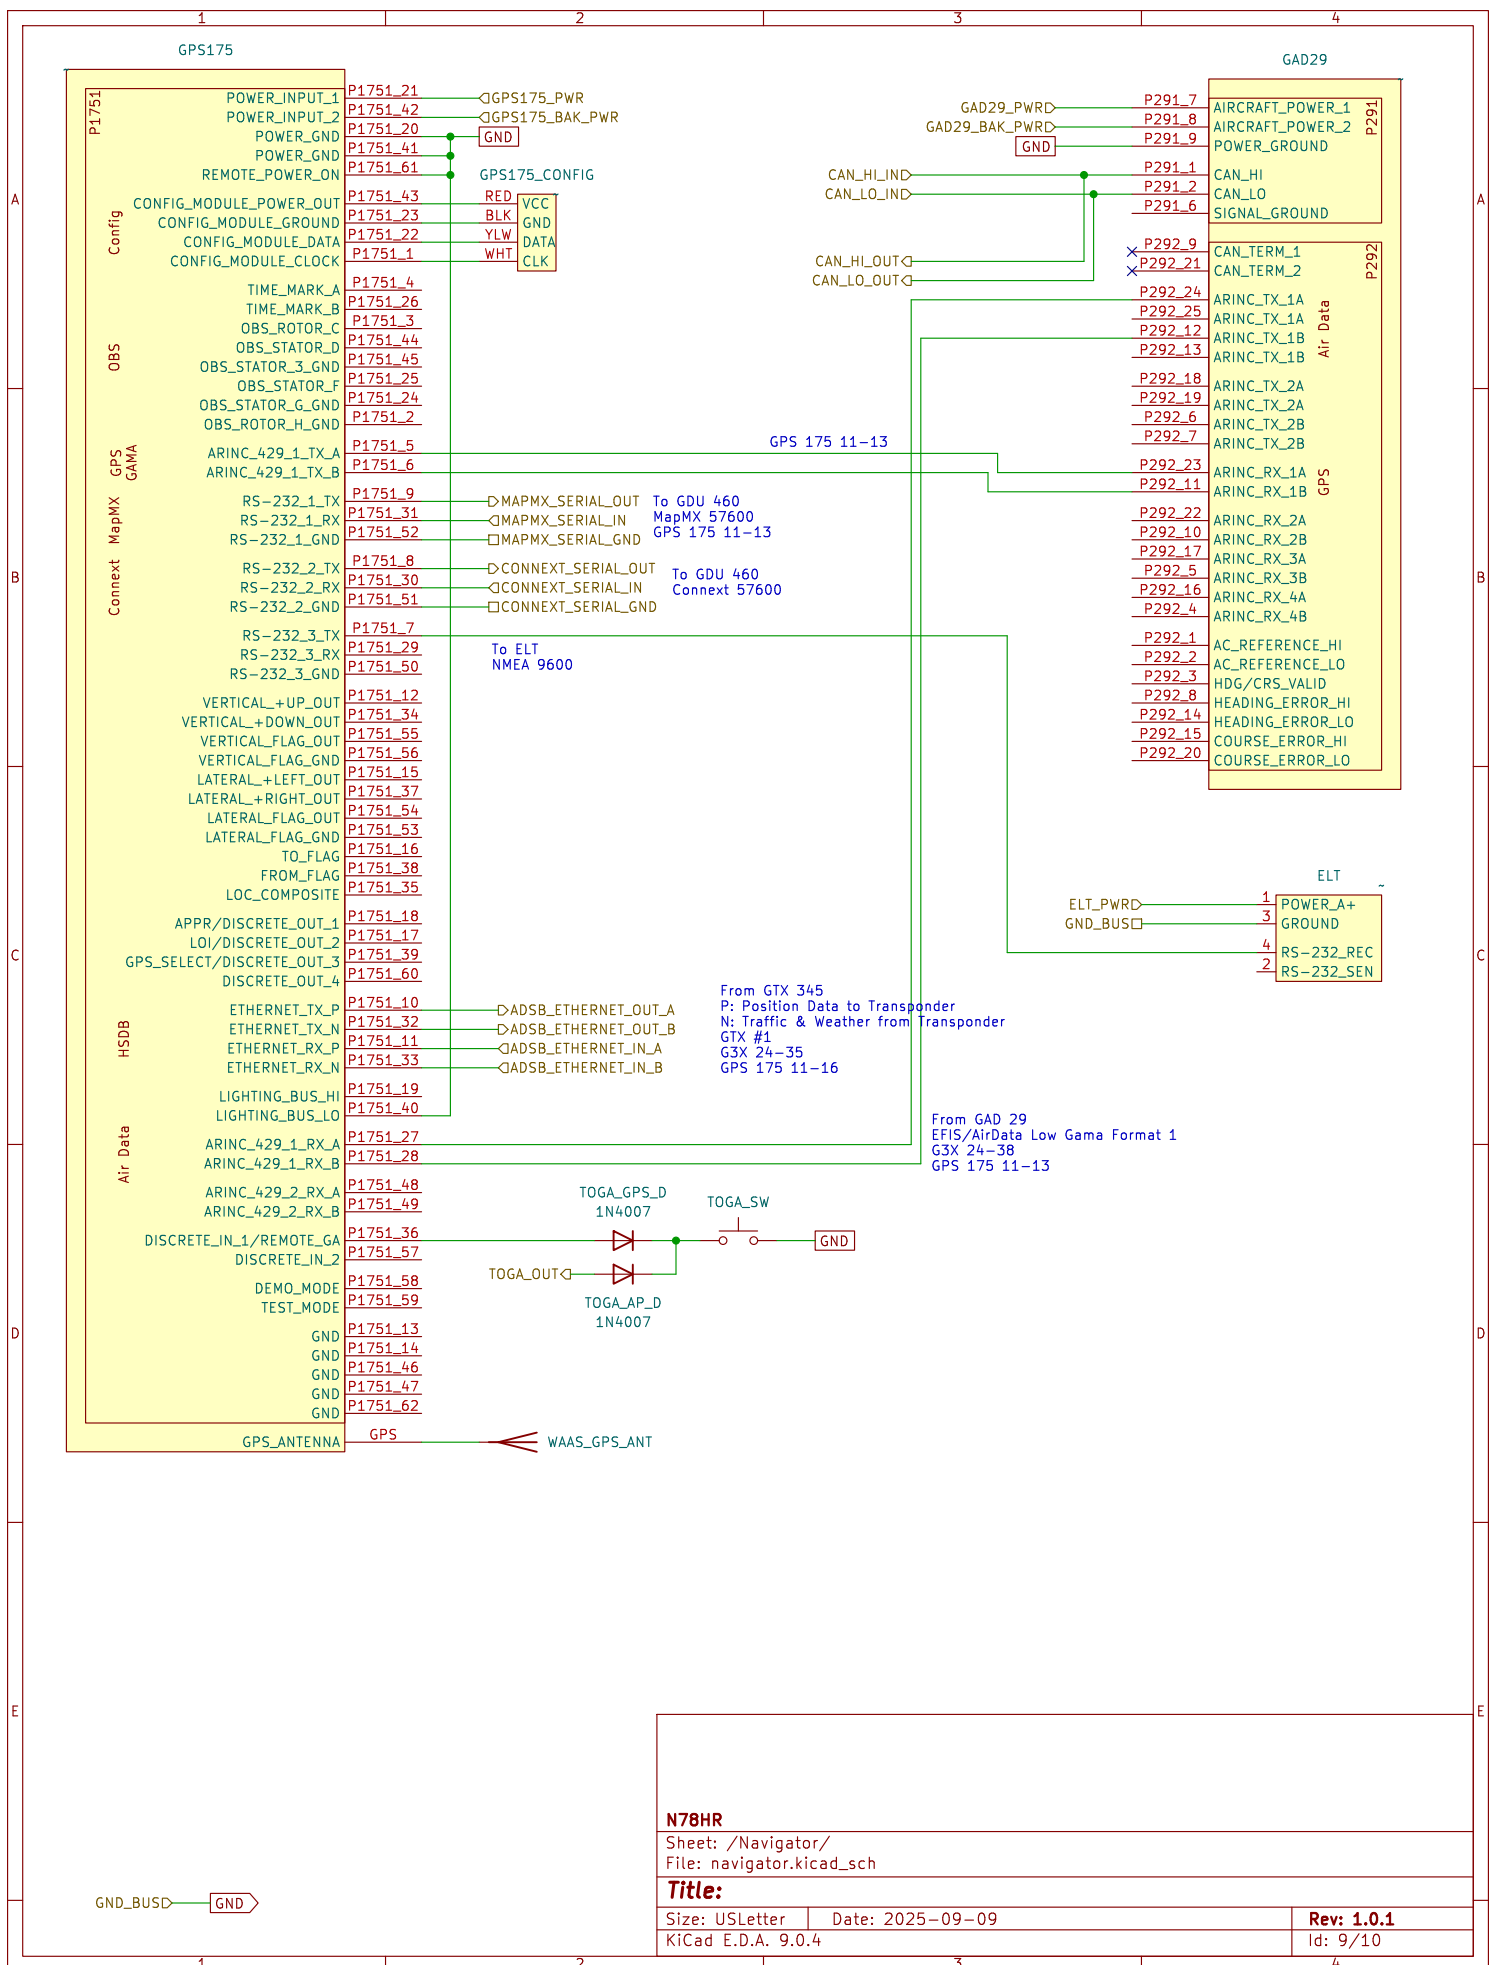 1 2 3 4
GPS175
P1751
POWER_INPUT_1 P1751_21 GPS175_PWR
POWER_INPUT_2 P1751_42 GPS175_BAK_PWR
POWER_GND P1751_20 GND
POWER_GND P1751_41
REMOTE_POWER_ON P1751_61
GPS175_CONFIG
Config
CONFIG_MODULE_POWER_OUT P1751_43 RED VCC
CONFIG_MODULE_GROUND P1751_23 BLK GND
CONFIG_MODULE_DATA P1751_22 YLW DATA
CONFIG_MODULE_CLOCK P1751_1 WHT CLK
TIME_MARK_A P1751_4
TIME_MARK_B P1751_26
OBS
OBS_ROTOR_C P1751_3
OBS_STATOR_D P1751_44
OBS_STATOR_3_GND P1751_45
OBS_STATOR_F P1751_25
OBS_STATOR_G_GND P1751_24
OBS_ROTOR_H_GND P1751_2
GPS
GAMA
ARINC_429_1_TX_A P1751_5
ARINC_429_1_TX_B P1751_6
GPS 175 11-13
MapMX
RS-232_1_TX P1751_9 MAPMX_SERIAL_OUT
RS-232_1_RX P1751_31 MAPMX_SERIAL_IN
RS-232_1_GND P1751_52 MAPMX_SERIAL_GND
To GDU 460
MapMX 57600
GPS 175 11-13
Connext
RS-232_2_TX P1751_8 CONNEXT_SERIAL_OUT
RS-232_2_RX P1751_30 CONNEXT_SERIAL_IN
RS-232_2_GND P1751_51 CONNEXT_SERIAL_GND
To GDU 460
Connext 57600
RS-232_3_TX P1751_7
RS-232_3_RX P1751_29
RS-232_3_GND P1751_50
To ELT
NMEA 9600
VERTICAL_+UP_OUT P1751_12
VERTICAL_+DOWN_OUT P1751_34
VERTICAL_FLAG_OUT P1751_55
VERTICAL_FLAG_GND P1751_56
LATERAL_+LEFT_OUT P1751_15
LATERAL_+RIGHT_OUT P1751_37
LATERAL_FLAG_OUT P1751_54
LATERAL_FLAG_GND P1751_53
TO_FLAG P1751_16
FROM_FLAG P1751_38
LOC_COMPOSITE P1751_35
APPR/DISCRETE_OUT_1 P1751_18
LOI/DISCRETE_OUT_2 P1751_17
GPS_SELECT/DISCRETE_OUT_3 P1751_39
DISCRETE_OUT_4 P1751_60
HSDB
ETHERNET_TX_P P1751_10 ADSB_ETHERNET_OUT_A
ETHERNET_TX_N P1751_32 ADSB_ETHERNET_OUT_B
ETHERNET_RX_P P1751_11 ADSB_ETHERNET_IN_A
ETHERNET_RX_N P1751_33 ADSB_ETHERNET_IN_B
From GTX 345
P: Position Data to Transponder
N: Traffic & Weather from Transponder
GTX #1
G3X 24-35
GPS 175 11-16
LIGHTING_BUS_HI P1751_19
LIGHTING_BUS_LO P1751_40
Air Data
ARINC_429_1_RX_A P1751_27
ARINC_429_1_RX_B P1751_28
From GAD 29
EFIS/AirData Low Gama Format 1
G3X 24-38
GPS 175 11-13
ARINC_429_2_RX_A P1751_48
ARINC_429_2_RX_B P1751_49
TOGA_GPS_D
1N4007
TOGA_SW
DISCRETE_IN_1/REMOTE_GA P1751_36 GND
DISCRETE_IN_2 P1751_57
TOGA_OUT
TOGA_AP_D
1N4007
DEMO_MODE P1751_58
TEST_MODE P1751_59
GND P1751_13
GND P1751_14
GND P1751_46
GND P1751_47
GND P1751_62
GPS_ANTENNA GPS WAAS_GPS_ANT
GAD29
P291
GAD29_PWR P291_7 AIRCRAFT_POWER_1
GAD29_BAK_PWR P291_8 AIRCRAFT_POWER_2
GND P291_9 POWER_GROUND
CAN_HI_IN P291_1 CAN_HI
CAN_LO_IN P291_2 CAN_LO
P291_6 SIGNAL_GROUND
P292
P292_9 CAN_TERM_1
CAN_HI_OUT
P292_21 CAN_TERM_2
CAN_LO_OUT
P292_24 ARINC_TX_1A
P292_25 ARINC_TX_1A
P292_12 ARINC_TX_1B
P292_13 ARINC_TX_1B
Air Data
P292_18 ARINC_TX_2A
P292_19 ARINC_TX_2A
P292_6 ARINC_TX_2B
P292_7 ARINC_TX_2B
P292_23 ARINC_RX_1A
P292_11 ARINC_RX_1B
GPS
P292_22 ARINC_RX_2A
P292_10 ARINC_RX_2B
P292_17 ARINC_RX_3A
P292_5 ARINC_RX_3B
P292_16 ARINC_RX_4A
P292_4 ARINC_RX_4B
P292_1 AC_REFERENCE_HI
P292_2 AC_REFERENCE_LO
P292_3 HDG/CRS_VALID
P292_8 HEADING_ERROR_HI
P292_14 HEADING_ERROR_LO
P292_15 COURSE_ERROR_HI
P292_20 COURSE_ERROR_LO
ELT
~
ELT_PWR 1 POWER_A+
GND_BUS 3 GROUND
4 RS-232_REC
2 RS-232_SEN
A A
B B
C C
D D
E E
GND_BUS GND
N78HR
Sheet: /Navigator/
File: navigator.kicad_sch
Title:
Size: USLetter Date: 2025-09-09 Rev: 1.0.1
KiCad E.D.A. 9.0.4 Id: 9/10
1 2 3 4